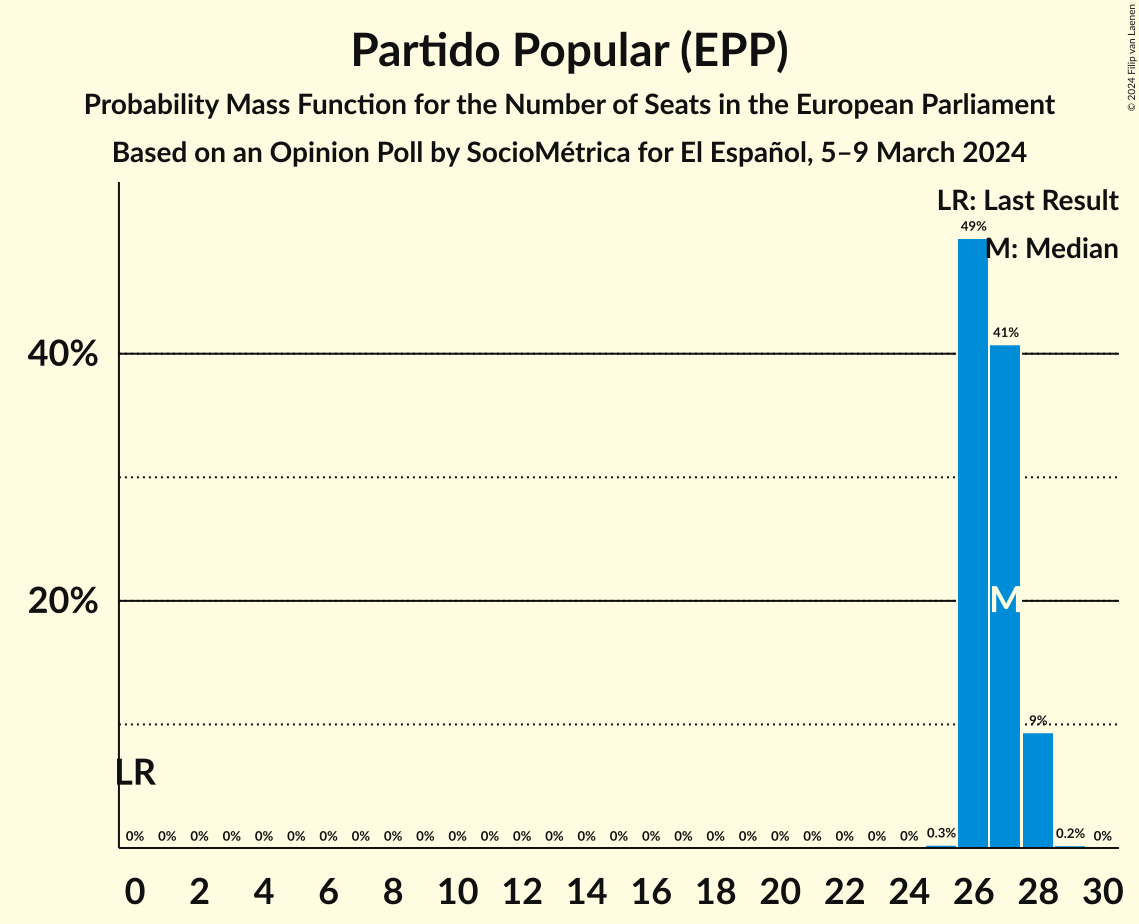 Partido Popular (EPP)
Probability Mass Function for the Number of Seats in the European Parliament
Based on an Opinion Poll by SocioMétrica for El Español, 5–9 March 2024
© 2024 Filip van Laenen
LR: Last Result
M: Median
49%
41%
40%
20%
M
9%
LR
0% 0% 0% 0% 0% 0% 0% 0% 0% 0% 0% 0% 0% 0% 0% 0% 0% 0% 0% 0% 0% 0% 0% 0% 0% 0.3% 0.2% 0%
0 2 4 6 8 10 12 14 16 18 20 22 24 26 28 30